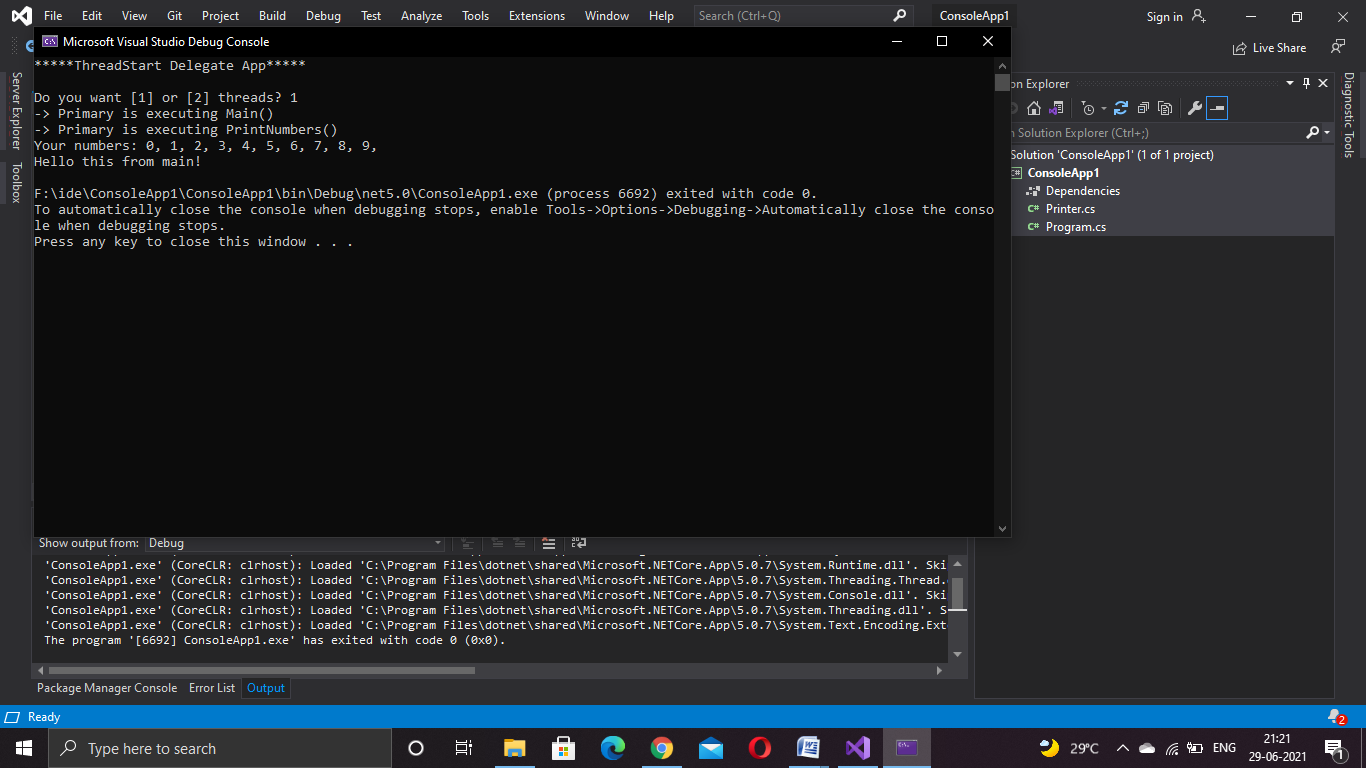 File Edit View Git Project Build Debug Test Analyze Tools Extensions Window Help Search (Ctrl+Q) ConsoleApp1 Sign in
Live Share
Microsoft Visual Studio Debug Console
*****ThreadStart Delegate App*****
Do you want [1] or [2] threads? 1
-> Primary is executing Main()
-> Primary is executing PrintNumbers()
Your numbers: 0, 1, 2, 3, 4, 5, 6, 7, 8, 9,
Hello this from main!
F:\ide\ConsoleApp1\ConsoleApp1\bin\Debug\net5.0\ConsoleApp1.exe (process 6692) exited with code 0.
To automatically close the console when debugging stops, enable Tools->Options->Debugging->Automatically close the conso
le when debugging stops.
Press any key to close this window . . .
Server Explorer
Toolbox
on Explorer
Solution Explorer (Ctrl+;)
Solution 'ConsoleApp1' (1 of 1 project)
ConsoleApp1
Dependencies
C# Printer.cs
C# Program.cs
Diagnostic Tools
Show output from: Debug
'ConsoleApp1.exe' (CoreCLR: clrhost): Loaded 'C:\Program Files\dotnet\shared\Microsoft.NETCore.App\5.0.7\System.Runtime.dll'. Ski
'ConsoleApp1.exe' (CoreCLR: clrhost): Loaded 'C:\Program Files\dotnet\shared\Microsoft.NETCore.App\5.0.7\System.Threading.Thread.
'ConsoleApp1.exe' (CoreCLR: clrhost): Loaded 'C:\Program Files\dotnet\shared\Microsoft.NETCore.App\5.0.7\System.Console.dll'. Ski
'ConsoleApp1.exe' (CoreCLR: clrhost): Loaded 'C:\Program Files\dotnet\shared\Microsoft.NETCore.App\5.0.7\System.Threading.dll'. S
'ConsoleApp1.exe' (CoreCLR: clrhost): Loaded 'C:\Program Files\dotnet\shared\Microsoft.NETCore.App\5.0.7\System.Text.Encoding.Ext
The program '[6692] ConsoleApp1.exe' has exited with code 0 (0x0).
Package Manager Console Error List Output
Ready 2
Type here to search 29°C ENG 21:21
29-06-2021 1